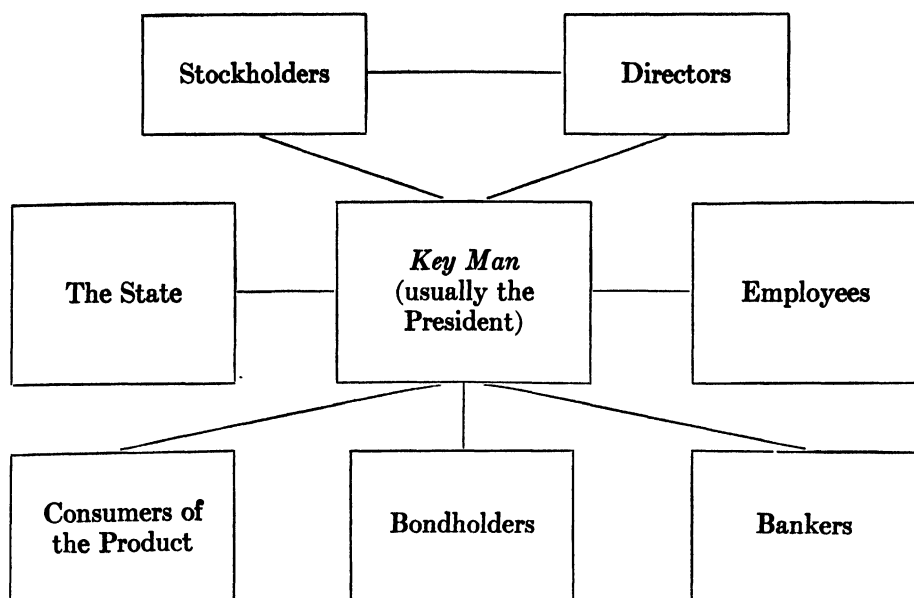 Stockholders
Directors
The State
Key Man
(usually the
President)
Employees
Consumers of
the Product
Bondholders
Bankers